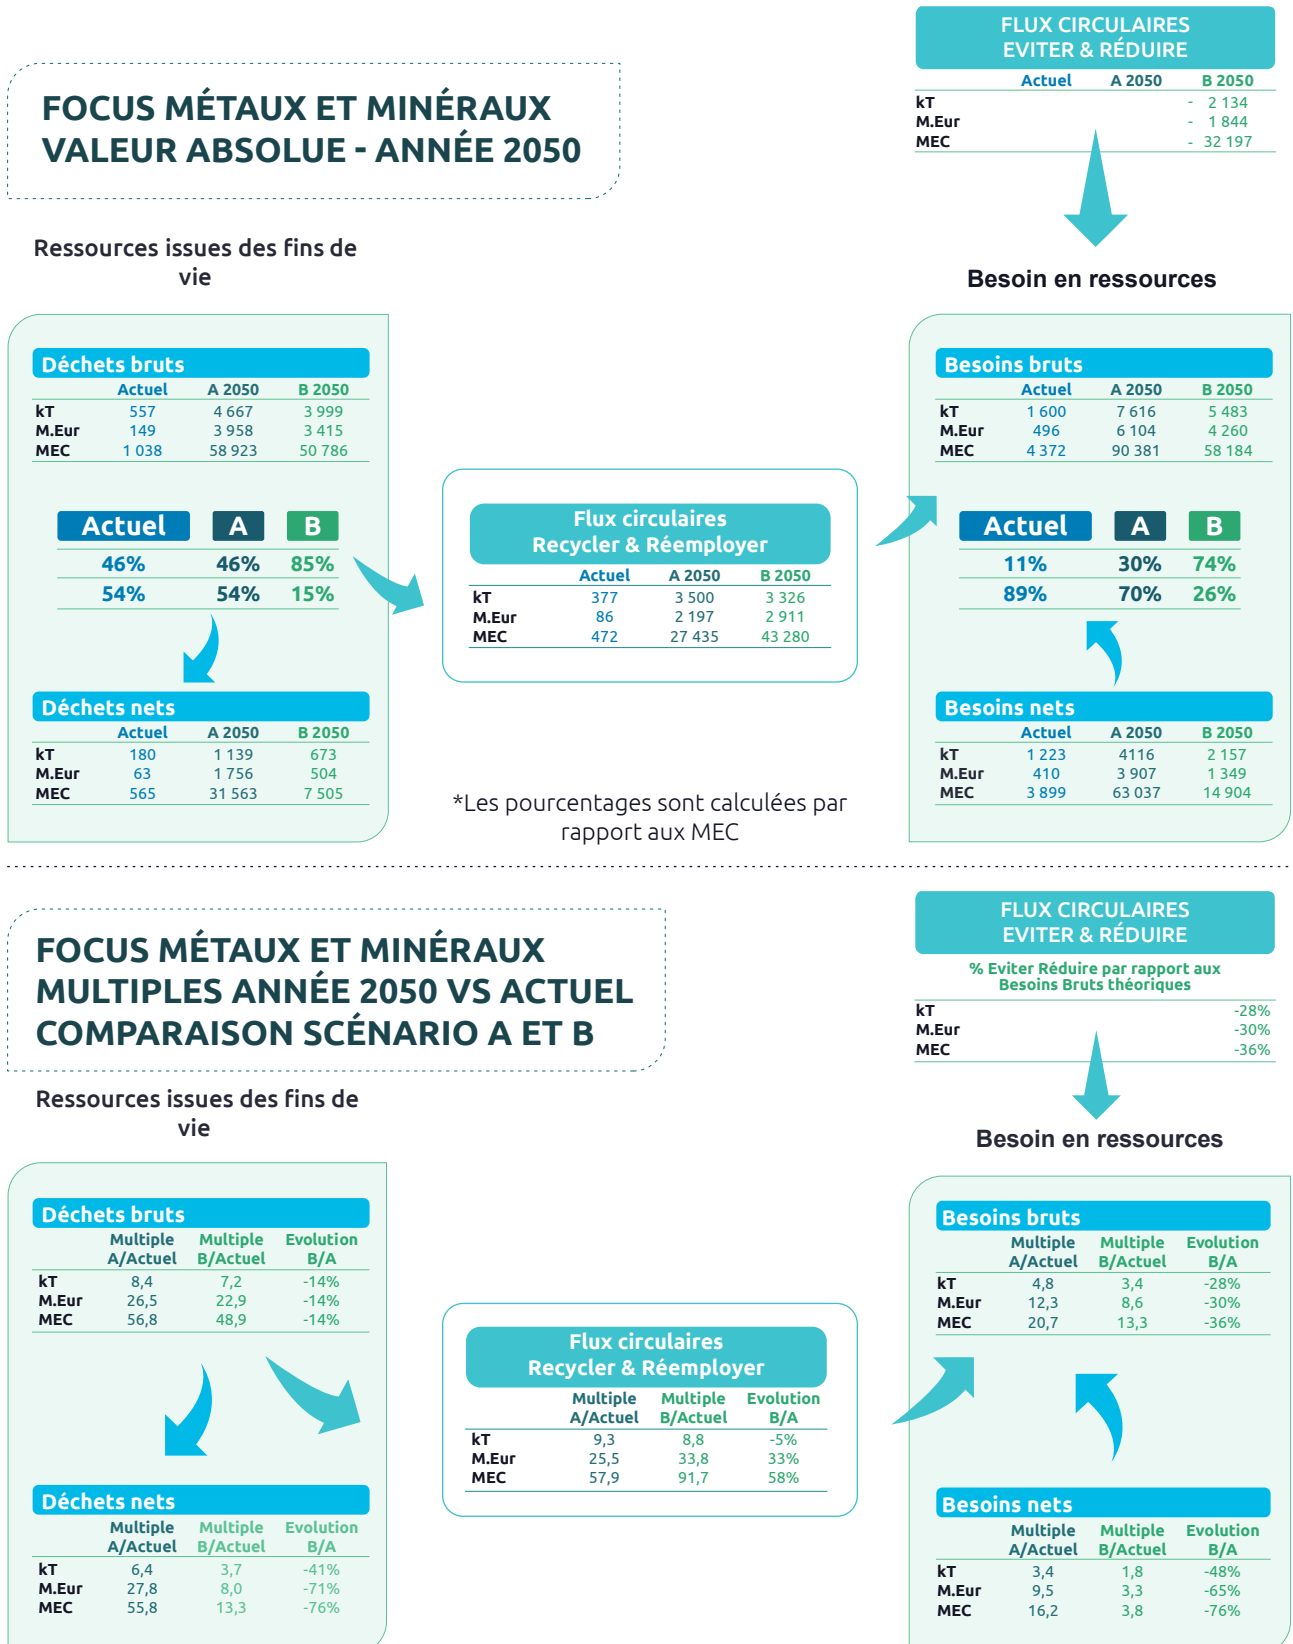 FLUX CIRCULAIRES
EVITER & RÉDUIRE
Actuel A 2050 B 2050
kT - 2 134
M.Eur - 1 844
MEC - 32 197
FOCUS MÉTAUX ET MINÉRAUX
VALEUR ABSOLUE - ANNÉE 2050
Ressources issues des fins de
vie
Besoin en ressources
Déchets bruts
Actuel A 2050 B 2050
kT 557 4 667 3 999
M.Eur 149 3 958 3 415
MEC 1 038 58 923 50 786
Actuel A B
46% 46% 85%
54% 54% 15%
Déchets nets
Actuel A 2050 B 2050
kT 180 1 139 673
M.Eur 63 1 756 504
MEC 565 31 563 7 505
Flux circulaires
Recycler & Réemployer
Actuel A 2050 B 2050
kT 377 3 500 3 326
M.Eur 86 2 197 2 911
MEC 472 27 435 43 280
*Les pourcentages sont calculées par
rapport aux MEC
Besoins bruts
Actuel A 2050 B 2050
kT 1 600 7 616 5 483
M.Eur 496 6 104 4 260
MEC 4 372 90 381 58 184
Actuel A B
11% 30% 74%
89% 70% 26%
Besoins nets
Actuel A 2050 B 2050
kT 1 223 4116 2 157
M.Eur 410 3 907 1 349
MEC 3 899 63 037 14 904
FOCUS MÉTAUX ET MINÉRAUX
MULTIPLES ANNÉE 2050 VS ACTUEL
COMPARAISON SCÉNARIO A ET B
FLUX CIRCULAIRES
EVITER & RÉDUIRE
% Eviter Réduire par rapport aux
Besoins Bruts théoriques
kT -28%
M.Eur -30%
MEC -36%
Ressources issues des fins de
vie
Besoin en ressources
Déchets bruts
Multiple Multiple Evolution
A/Actuel B/Actuel B/A
kT 8,4 7,2 -14%
M.Eur 26,5 22,9 -14%
MEC 56,8 48,9 -14%
Déchets nets
Multiple Multiple Evolution
A/Actuel B/Actuel B/A
kT 6,4 3,7 -41%
M.Eur 27,8 8,0 -71%
MEC 55,8 13,3 -76%
Flux circulaires
Recycler & Réemployer
Multiple Multiple Evolution
A/Actuel B/Actuel B/A
kT 9,3 8,8 -5%
M.Eur 25,5 33,8 33%
MEC 57,9 91,7 58%
Besoins bruts
Multiple Multiple Evolution
A/Actuel B/Actuel B/A
kT 4,8 3,4 -28%
M.Eur 12,3 8,6 -30%
MEC 20,7 13,3 -36%
Besoins nets
Multiple Multiple Evolution
A/Actuel B/Actuel B/A
kT 3,4 1,8 -48%
M.Eur 9,5 3,3 -65%
MEC 16,2 3,8 -76%